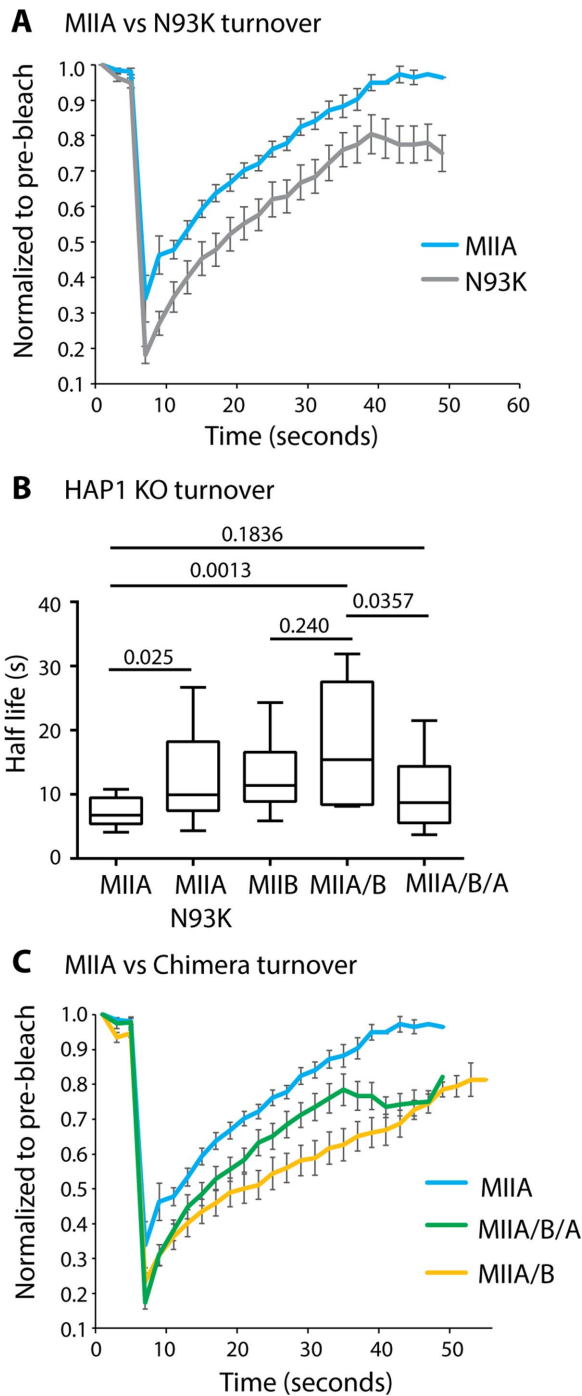 A MIIA vs N93K turnover
Normalized to pre-bleach
1.0
0.9
0.8
0.7
0.6
0.5
0.4
0.3
0.2
0.1
MIIA
N93K
0 10 20 30 40 50 60
Time (seconds)
B HAP1 KO turnover
0.1836
0.0013
0.0357
0.240
0.025
Half life (s)
40
30
20
10
0
MIIA MIIA MIIB MIIA/B MIIA/B/A
N93K
C MIIA vs Chimera turnover
Normalized to pre-bleach
1.0
0.9
0.8
0.7
0.6
0.5
0.4
0.3
0.2
0.1
MIIA
MIIA/B/A
MIIA/B
0 10 20 30 40 50
Time (seconds)